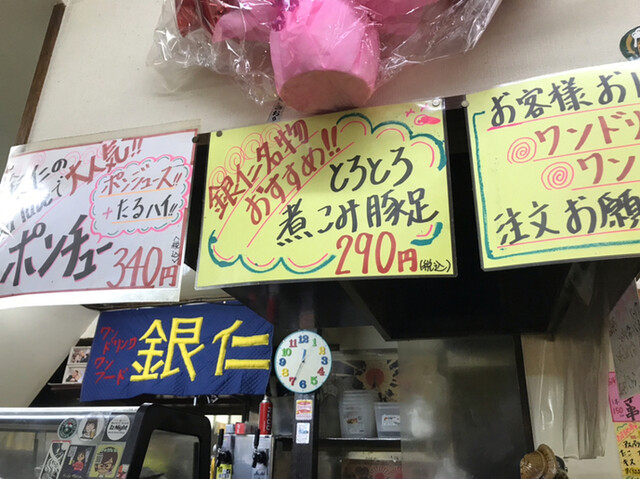 大人気!!
ポンジュース!!
+たるハイ!!
ポンチュー
340円
銀仁名物
おすすめ!!
とろとろ
煮こみ豚足
290円(税込)
お客様お
ワンドリ
ワン
注文お願
ワン
ドリンク
ワン
フード
銀仁